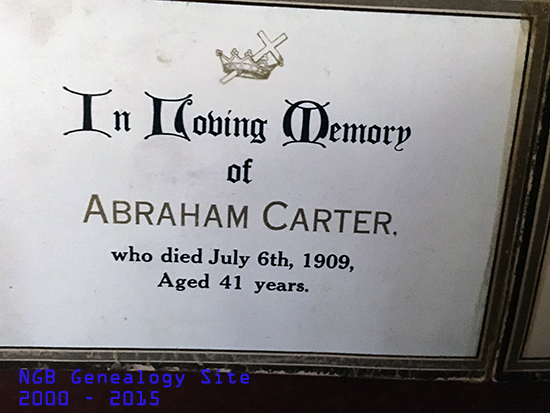 In Loving Memory
of
ABRAHAM CARTER.
who died July 6th, 1909,
Aged 41 years.
NGB Genealogy Site
2000 - 2015